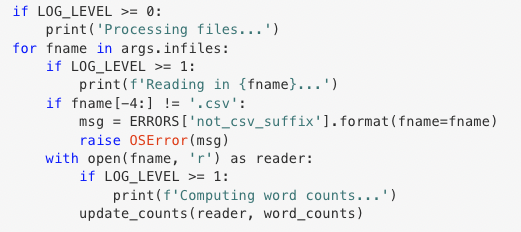 if LOG_LEVEL >= 0:
    print('Processing files...')
for fname in args.infiles:
    if LOG_LEVEL >= 1:
        print(f'Reading in {fname}...')
    if fname[-4:] != '.csv':
        msg = ERRORS['not_csv_suffix'].format(fname=fname)
        raise OSError(msg)
    with open(fname, 'r') as reader:
        if LOG_LEVEL >= 1:
            print(f'Computing word counts...')
        update_counts(reader, word_counts)